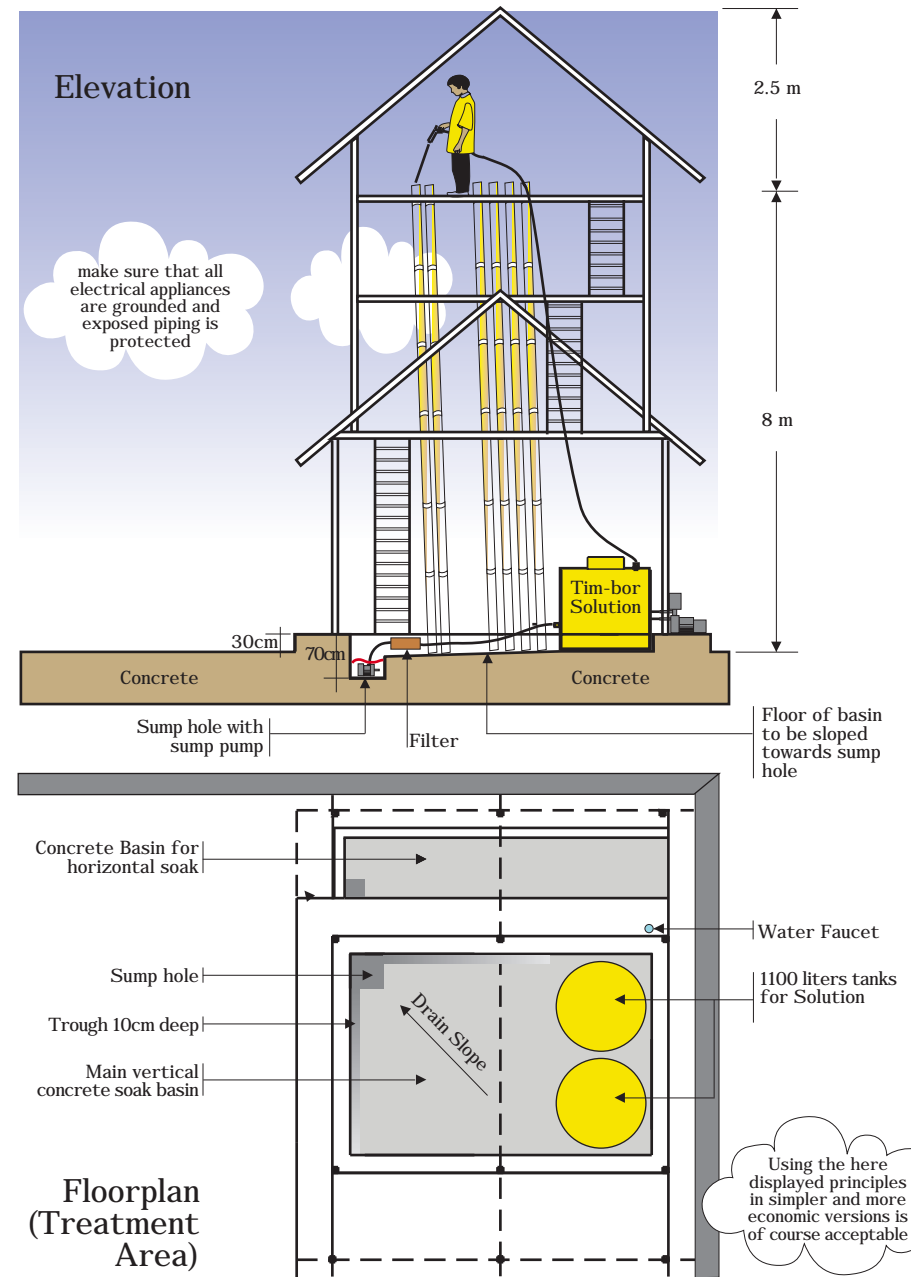 Elevation
2.5 m
make sure that all
electrical appliances
are grounded and
exposed piping is
protected
8 m
Tim-bor
Solution
30cm
70cm
Concrete
Concrete
Sump hole with
sump pump
Filter
Floor of basin
to be sloped
towards sump
hole
Concrete Basin for
horizontal soak
Water Faucet
Sump hole
1100 liters tanks
for Solution
Trough 10cm deep
Drain Slope
Main vertical
concrete soak basin
Floorplan
(Treatment
Area)
Using the here
displayed principles
in simpler and more
economic versions is
of course acceptable